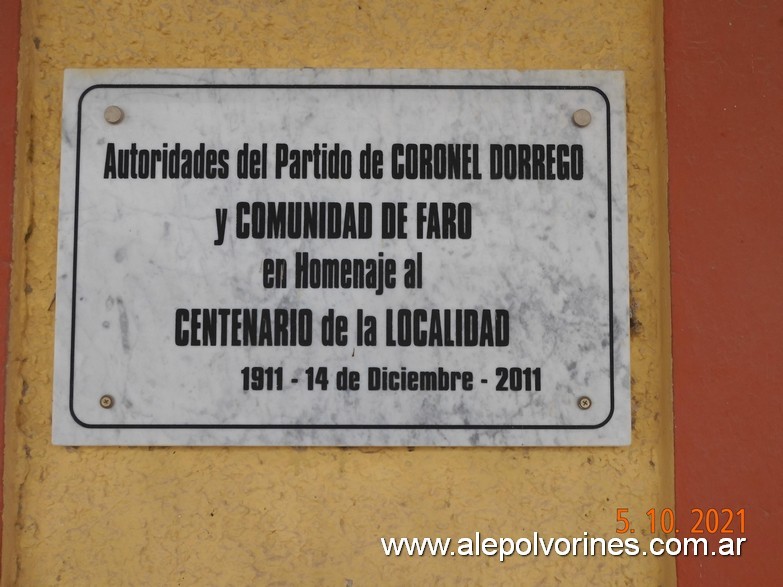 Autoridades del Partido de CORONEL DORREGO
y COMUNIDAD DE FARO
en Homenaje al
CENTENARIO de la LOCALIDAD
1911 - 14 de Diciembre - 2011
5.10.2021
www.alepolvorines.com.ar